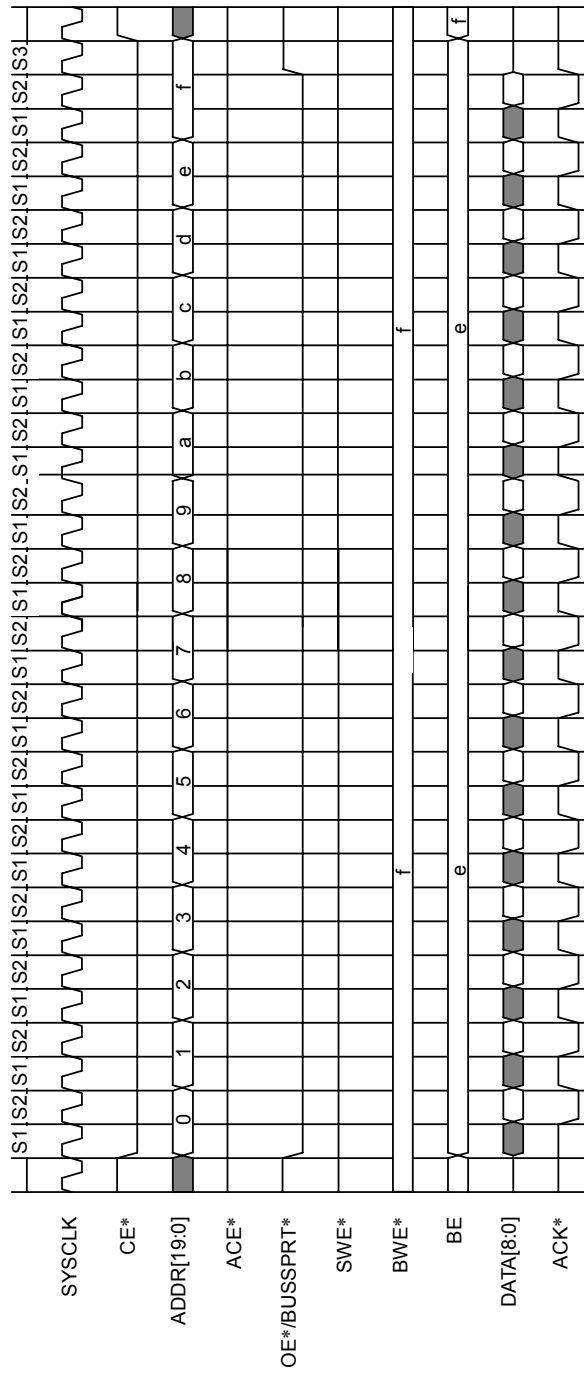 S1 S2 S1 S2 S1 S2 S1 S2 S1 S2 S1 S2 S1 S2 S1 S2 S1 S2 S1 S2 S1 S2 S1 S2 S1 S2 S1 S2 S1 S2 S1 S2 S3
SYSCLK
CE*
ADDR[19:0] 0 1 2 3 4 5 6 7 8 9 a b c d e f
ACE*
OE*/BUSSPRT*
SWE*
BWE* f f
BE e e f
DATA[8:0]
ACK*